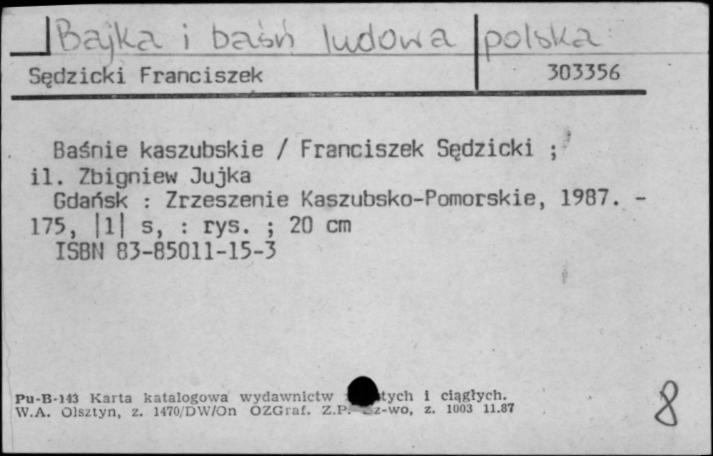 Bajka i baśń ludowa polska
Sędzicki Franciszek 303356
Baśnie kaszubskie / Franciszek Sędzicki ;
il. Zbigniew Jujka
Gdańsk : Zrzeszenie Kaszubsko-Pomorskie, 1987. -
175, |1| s, : rys. ; 20 cm
ISBN 83-85011-15-3
Pu-B-143 Karta katalogowa wydawnictw i ciągłych.
W.A. Olsztyn, z. 1470/DW/On OZGraf. Z.P. z. 1003 11.87
8